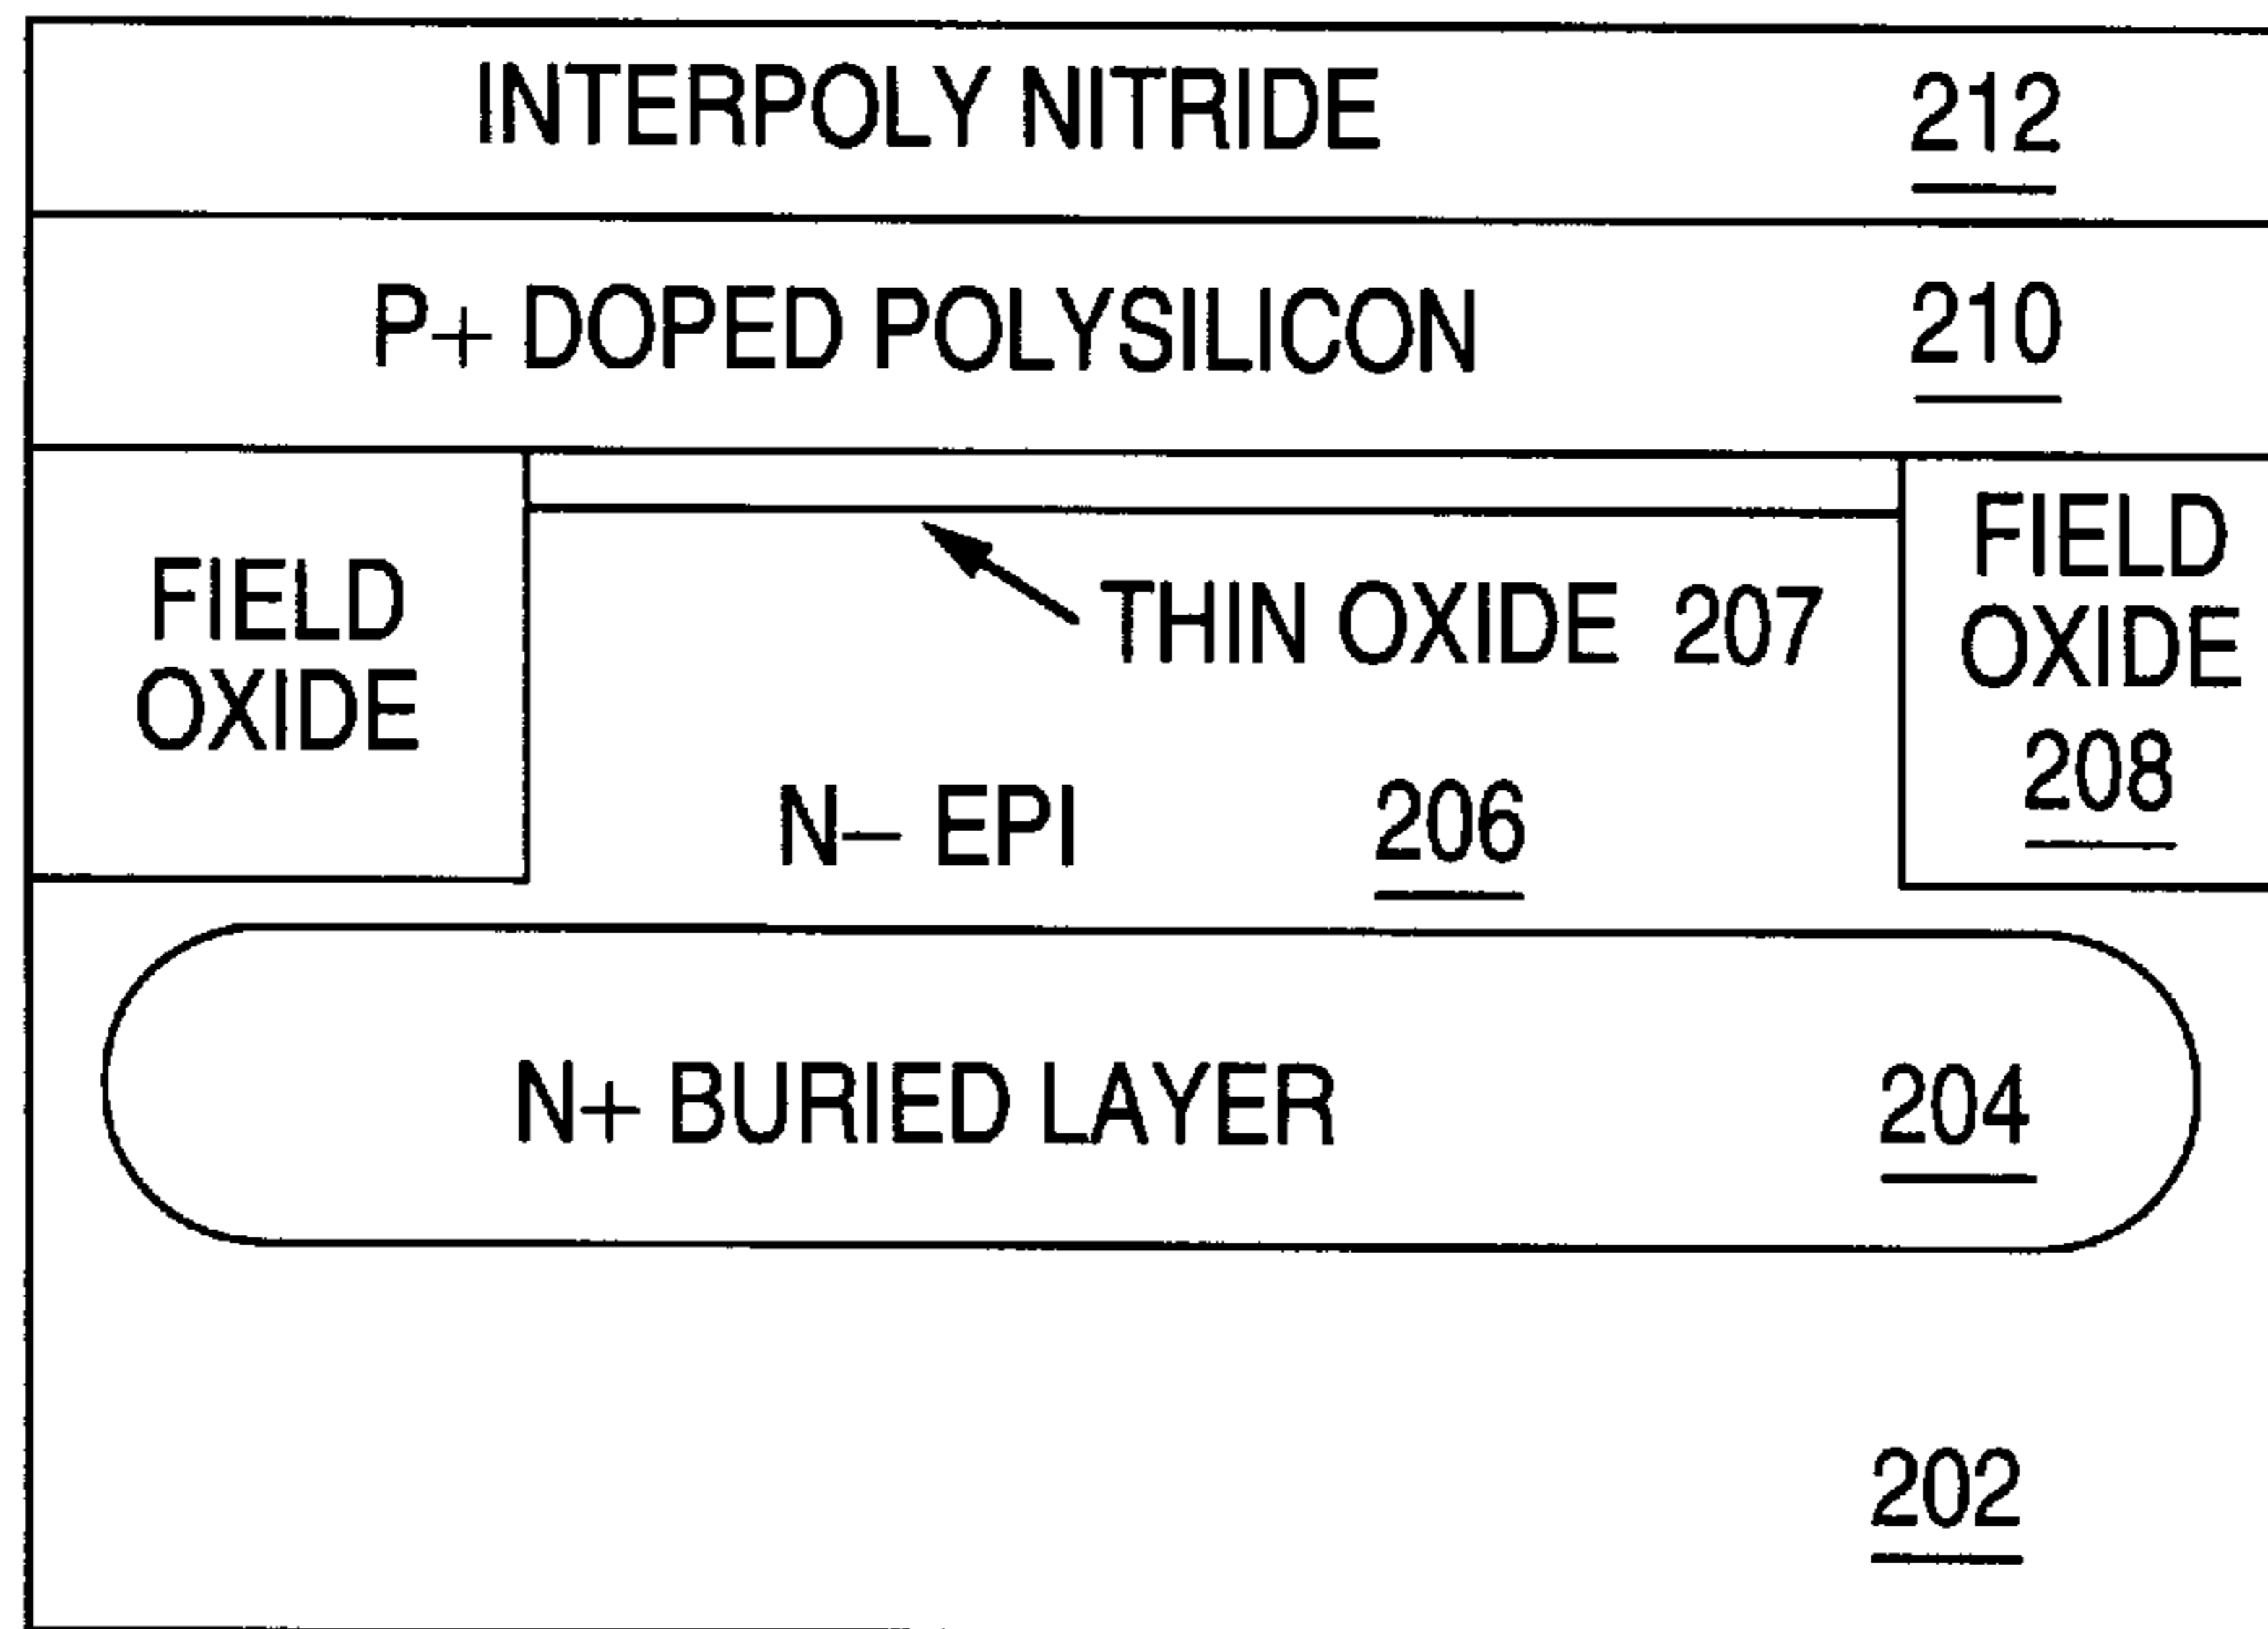 INTERPOLY NITRIDE 212
P+ DOPED POLYSILICON 210
FIELD
OXIDE
THIN OXIDE 207
FIELD
OXIDE
208
N– EPI 206
N+ BURIED LAYER 204
202